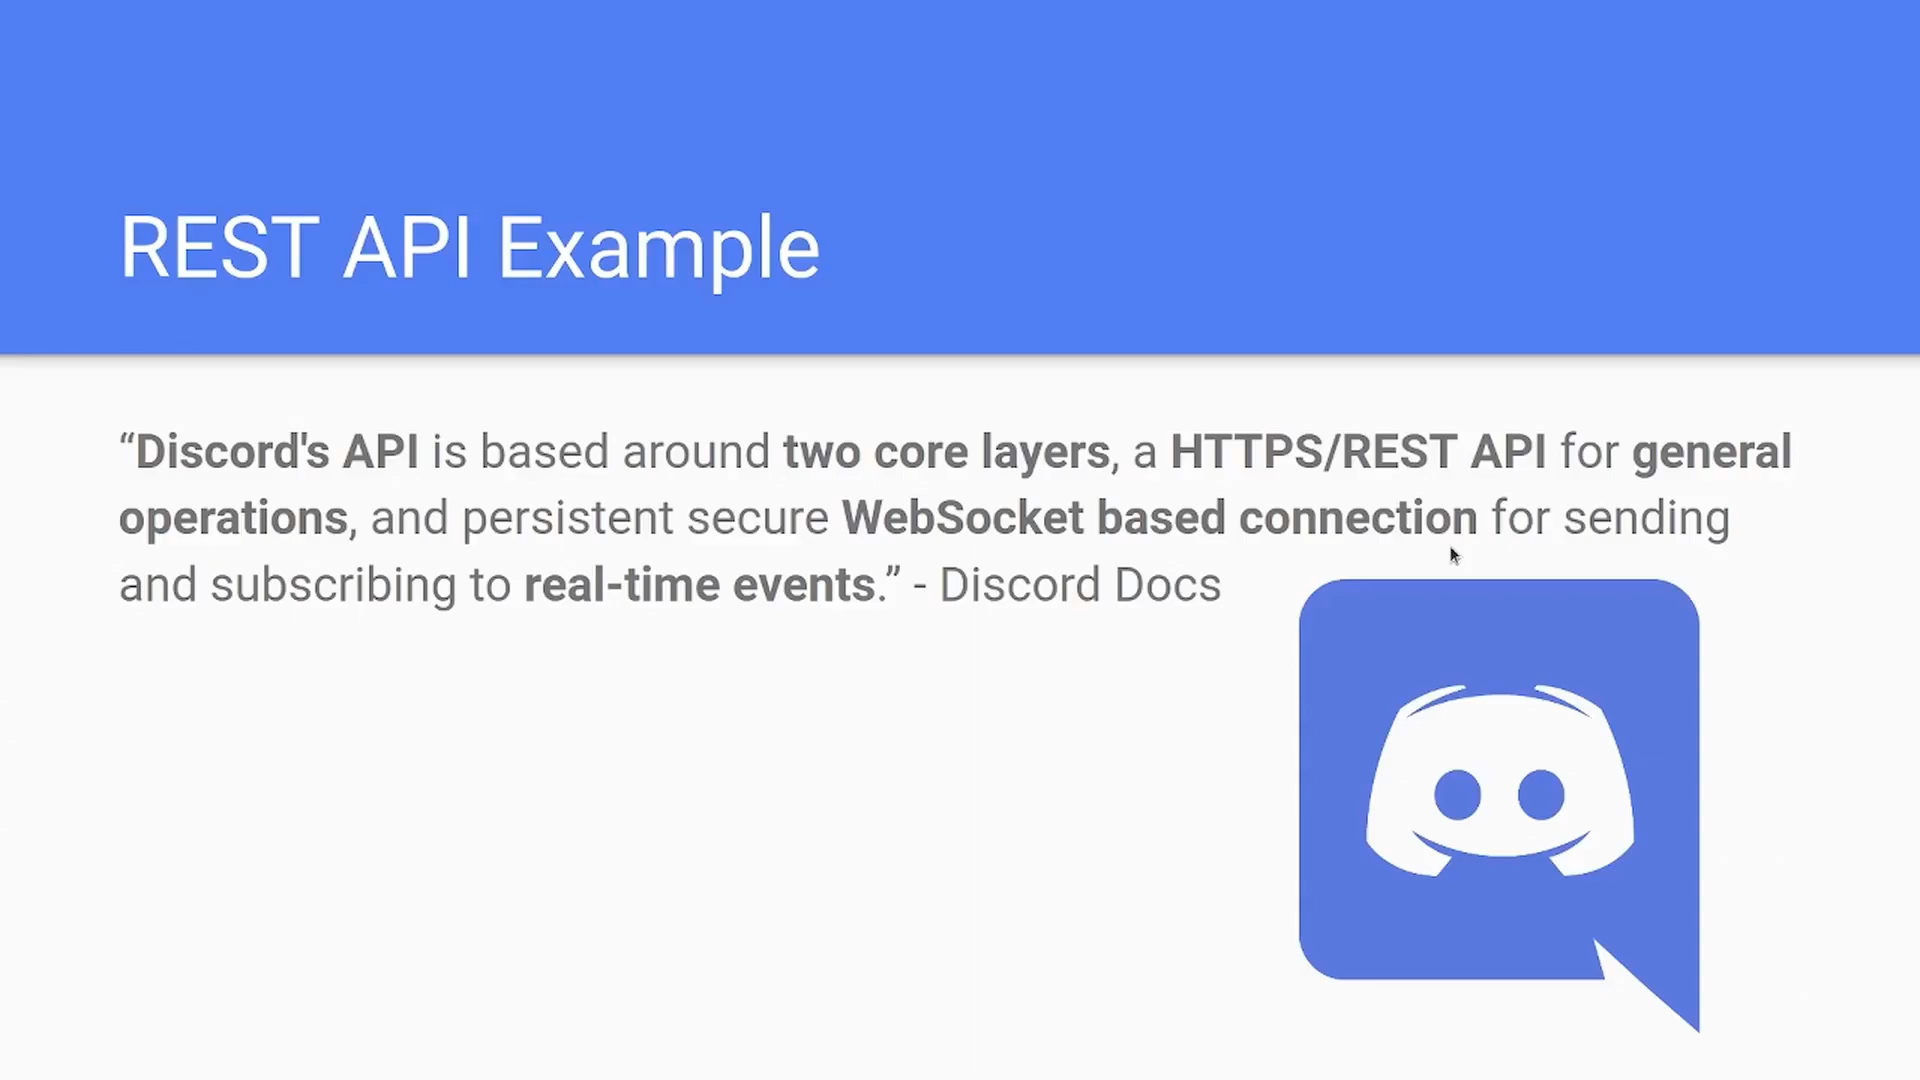 REST API Example
“Discord's API is based around two core layers, a HTTPS/REST API for general
operations, and persistent secure WebSocket based connection for sending
and subscribing to real-time events.” - Discord Docs